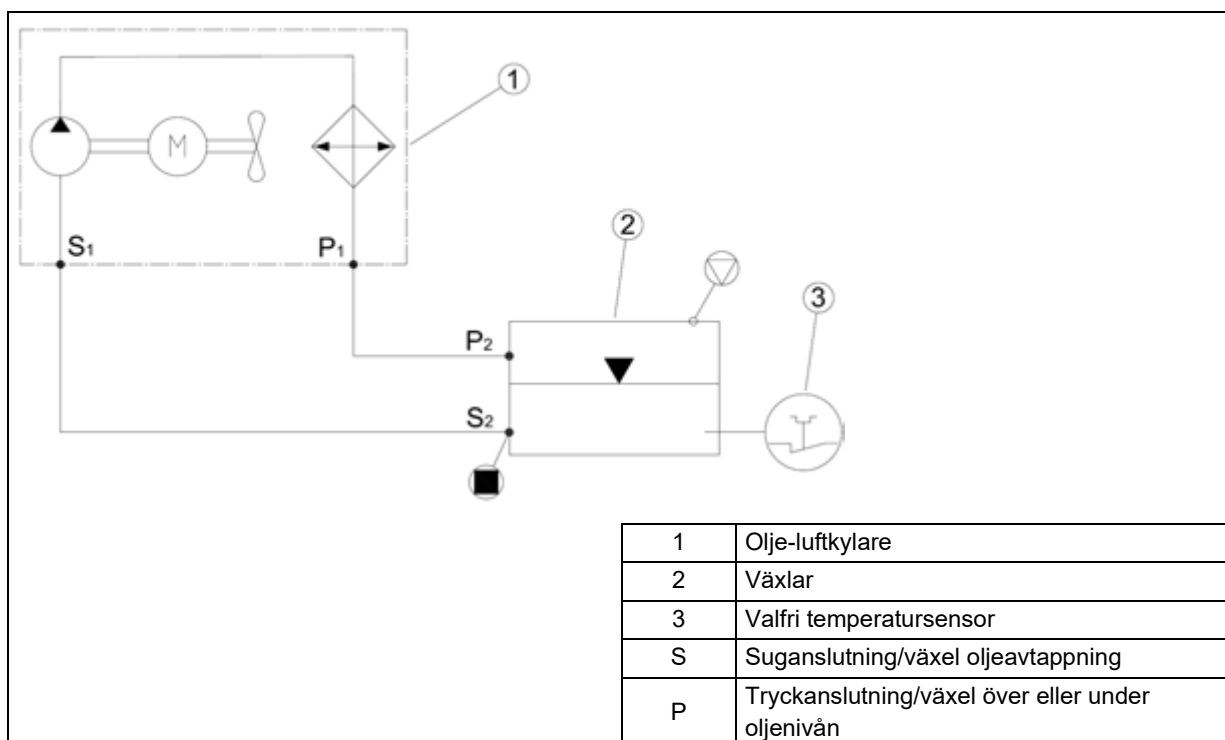 1
M
S1
P1
2
3
P2
S2
1 Olje-luftkylare
2 Växlar
3 Valfri temperatursensor
S Suganslutning/växel oljeavtappning
P Tryckanslutning/växel över eller under
oljenivån